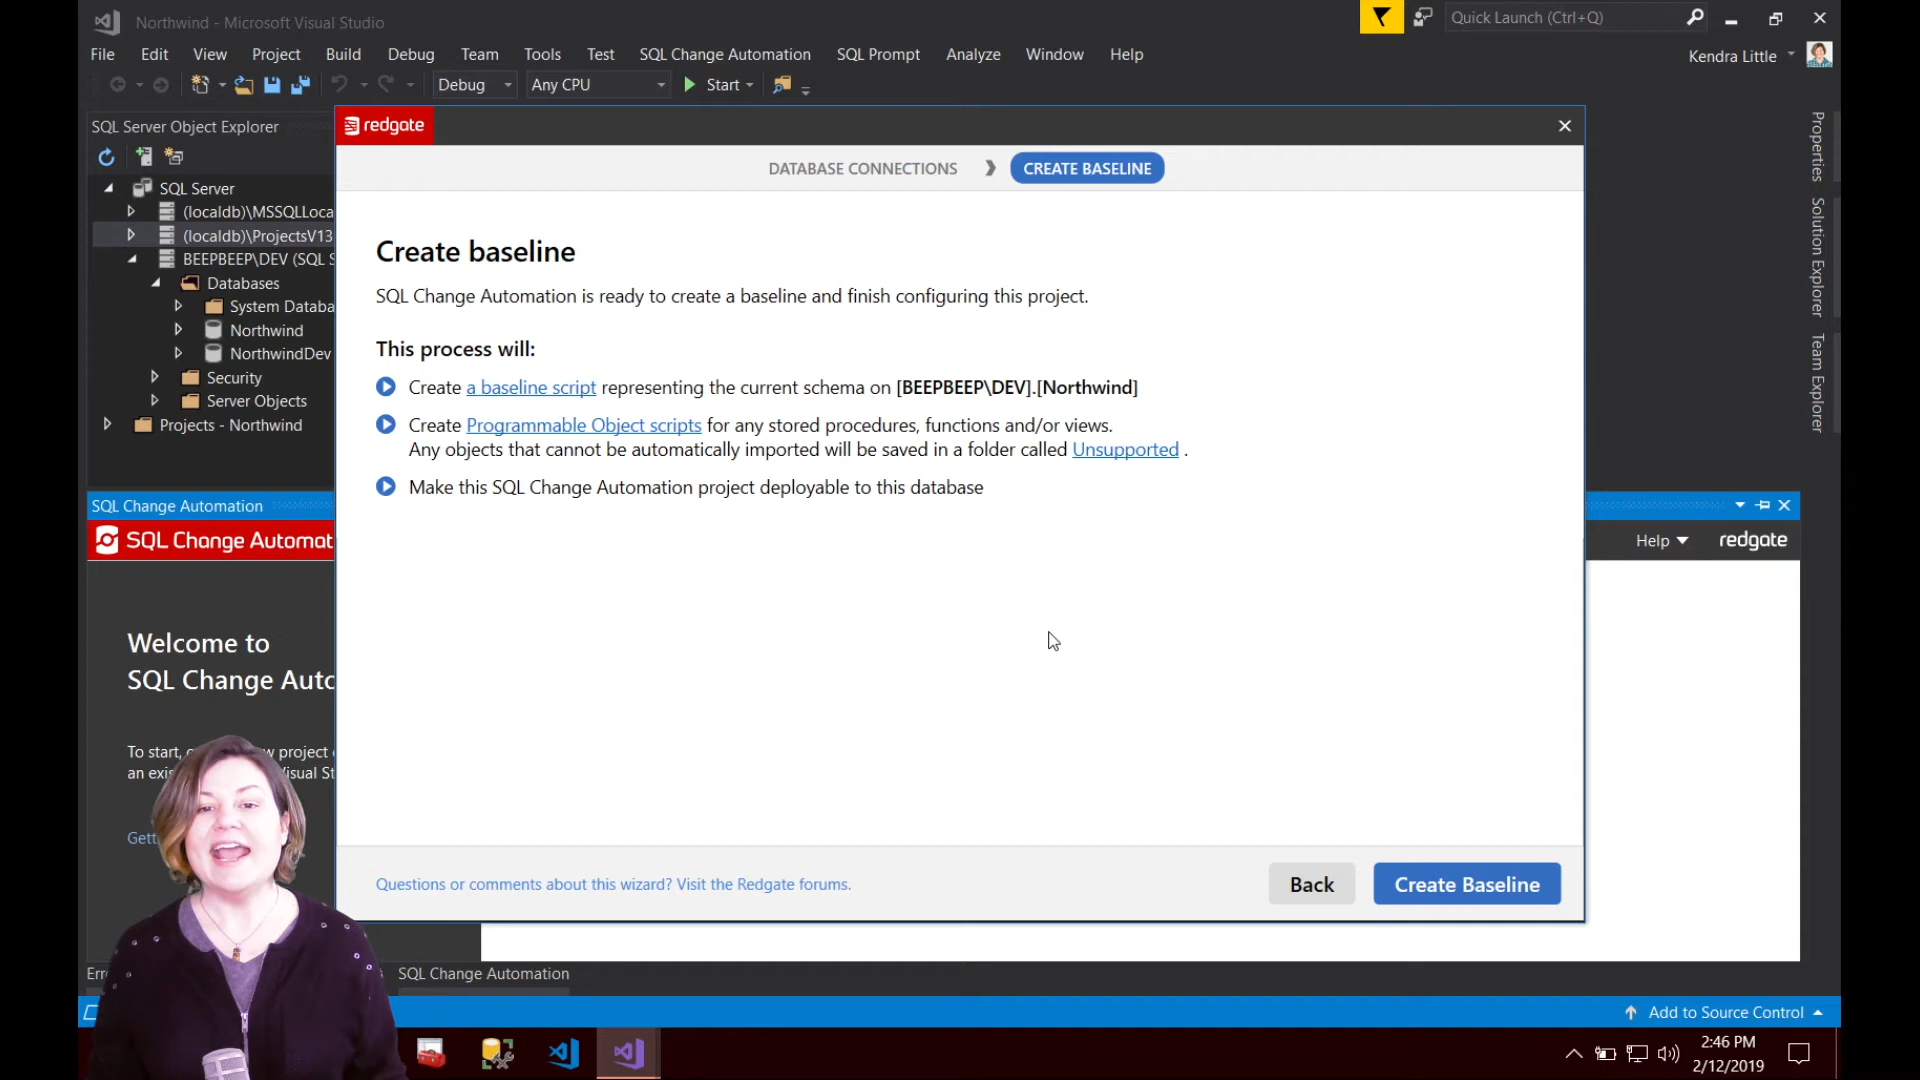 Northwind - Microsoft Visual Studio
Quick Launch (Ctrl+Q)
File Edit View Project Build Debug Team Tools Test SQL Change Automation SQL Prompt Analyze Window Help
Kendra Little
Debug Any CPU Start
SQL Server Object Explorer
SQL Server
(localdb)\MSSQLLoca
(localdb)\ProjectsV13
BEEPBEEP\DEV (SQL S
Databases
System Databa
Northwind
NorthwindDev
Security
Server Objects
Projects - Northwind
redgate
DATABASE CONNECTIONS
CREATE BASELINE
Create baseline
SQL Change Automation is ready to create a baseline and finish configuring this project.
This process will:
Create a baseline script representing the current schema on [BEEPBEEP\DEV].[Northwind]
Create Programmable Object scripts for any stored procedures, functions and/or views.
Any objects that cannot be automatically imported will be saved in a folder called Unsupported .
Make this SQL Change Automation project deployable to this database
Questions or comments about this wizard? Visit the Redgate forums.
Back
Create Baseline
Properties
Solution Explorer
Team Explorer
SQL Change Automation
SQL Change Automat
Help
redgate
Welcome to
SQL Change Auto
To start, project
an
Gett
SQL Change Automation
Add to Source Control
2:46 PM
2/12/2019